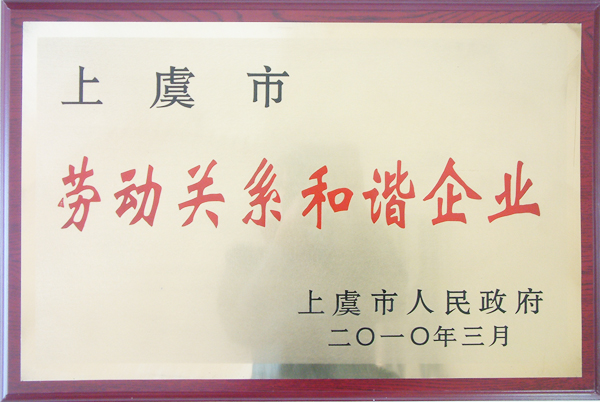 上虞市
劳动关系和谐企业
上虞市人民政府
二〇一〇年三月